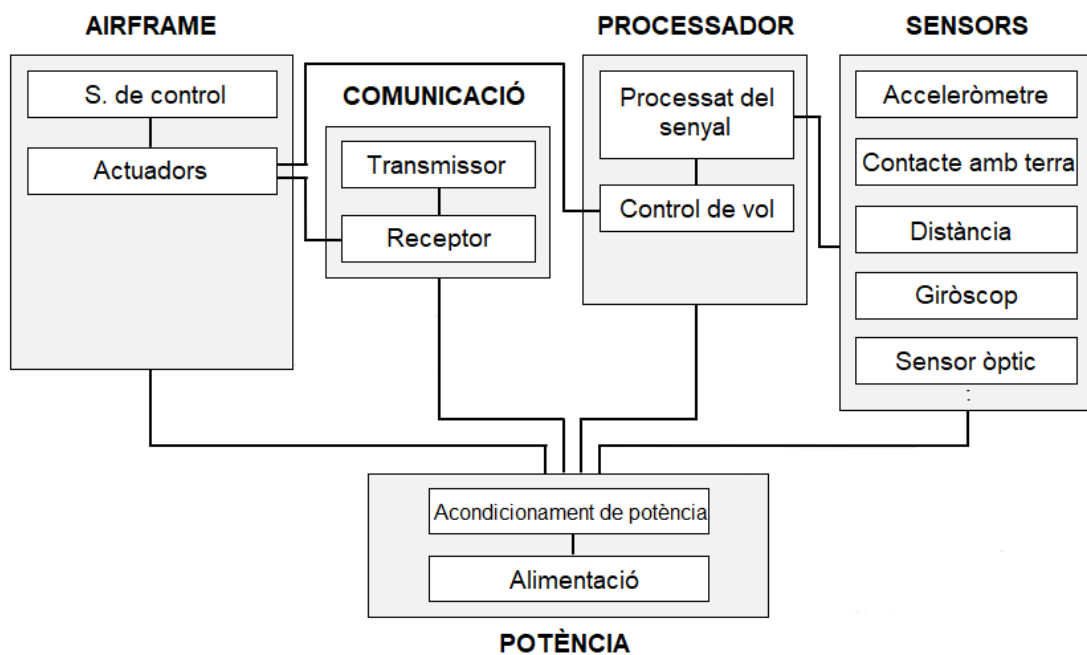 AIRFRAME
S. de control
Actuadors
COMUNICACIÓ
Transmissor
Receptor
PROCESSADOR
Processat del
senyal
Control de vol
SENSORS
Acceleròmetre
Contacte amb terra
Distància
Giròscop
Sensor òptic
:
Acondicionament de potència
Alimentació
POTÈNCIA